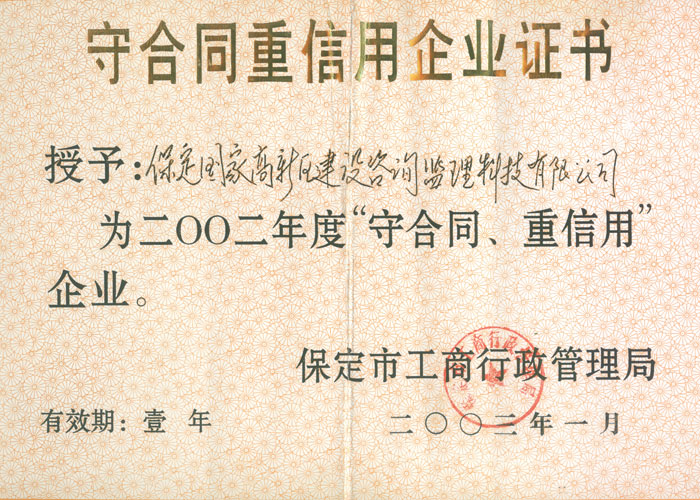 守合同重信用企业证书
授予：保定国家高新区建设咨询监理科技有限公司
为二〇〇二年度“守合同、重信用”
企业。
保定市工商行政管理局
有效期：壹 年
二〇〇三年一月